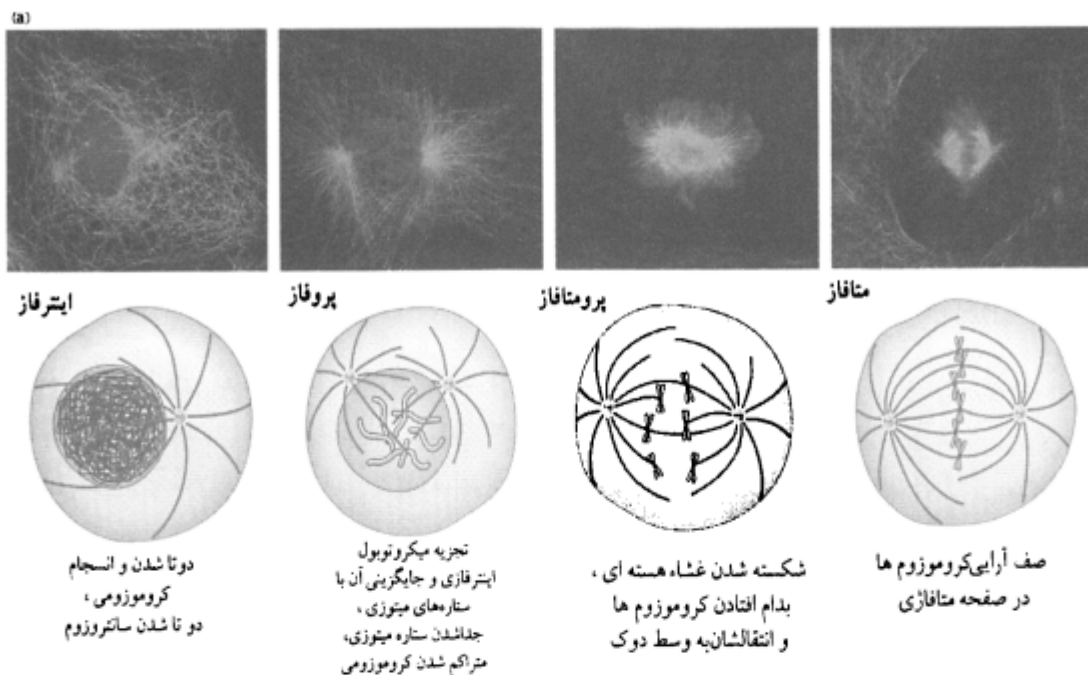 (a)
اینترفاز
پروفاز
پرومتافاز
متافاز
دوتا شدن و انسجام
کروموزومی ،
دو تا شدن سانتروزوم
تجزیه میکروتوبول
اینترفازی و جایگزینی آن با
ستاره‌های میتوزی ،
جداشدن ستاره میتوزی،
متراکم شدن کروموزومی
شکسته شدن غشاء هسته ای ،
بدام افتادن کروموزوم ها
و انتقالشان‌به وسط دوک
صف آرایی‌کروموزوم ها
در صفحه متافازی